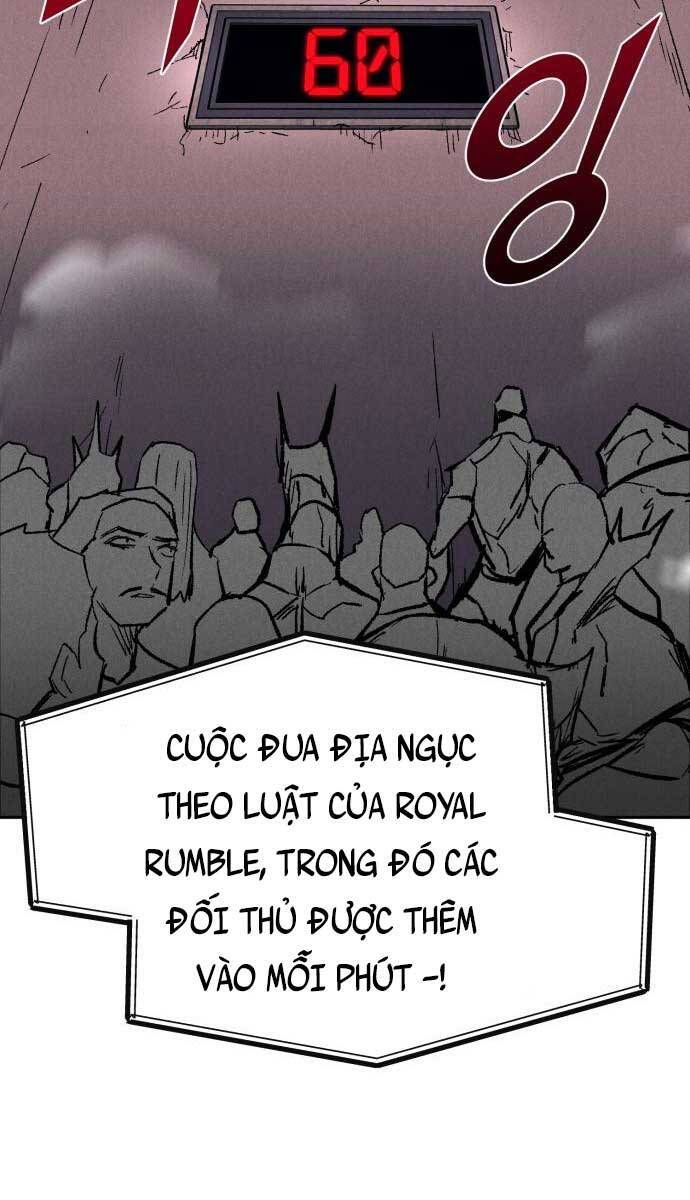 60
잉
CUỘC ĐUA ĐỊA NGỤC
THEO LUẬT CỦA ROYAL
RUMBLE, TRONG ĐÓ CÁC
ĐỐI THỦ ĐƯỢC THÊM
VÀO MỖI PHÚT -!